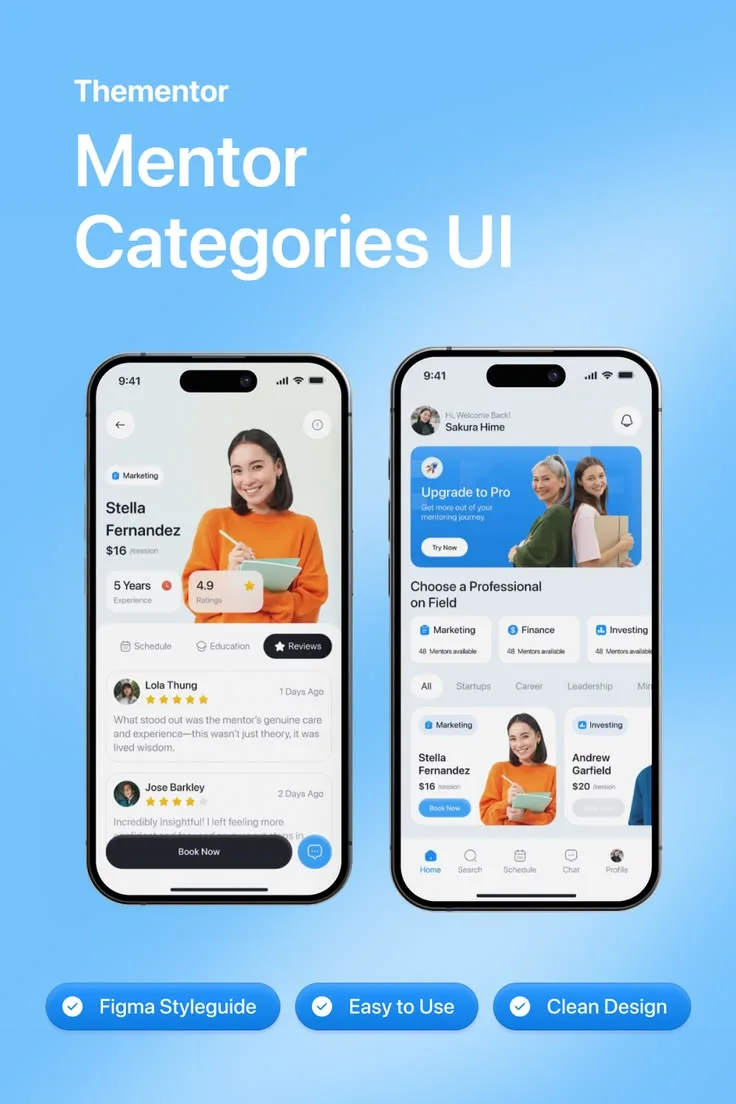 Thementor
Mentor
Categories UI
9:41
Marketing
Stella
Fernandez
$16 /session
5 Years
Experience
4.9
Ratings
Schedule
Education
Reviews
Lola Thung
1 Days Ago
What stood out was the mentor's genuine care
and experience—this wasn't just theory, it was
lived wisdom.
Jose Barkley
2 Days Ago
Incredibly insightful! I left feeling more
Book Now
9:41
Hi, Welcome Back!
Sakura Hime
Upgrade to Pro
Get more out of your
mentoring journey.
Try Now
Choose a Professional
on Field
Marketing
48 Mentors available
Finance
48 Mentors available
Investing
48 Mentors available
All
Startups
Career
Leadership
Min
Marketing
Stella
Fernandez
$16 /session
Book Now
Investing
Andrew
Garfield
$20 /session
Home
Search
Schedule
Chat
Profile
Figma Styleguide
Easy to Use
Clean Design